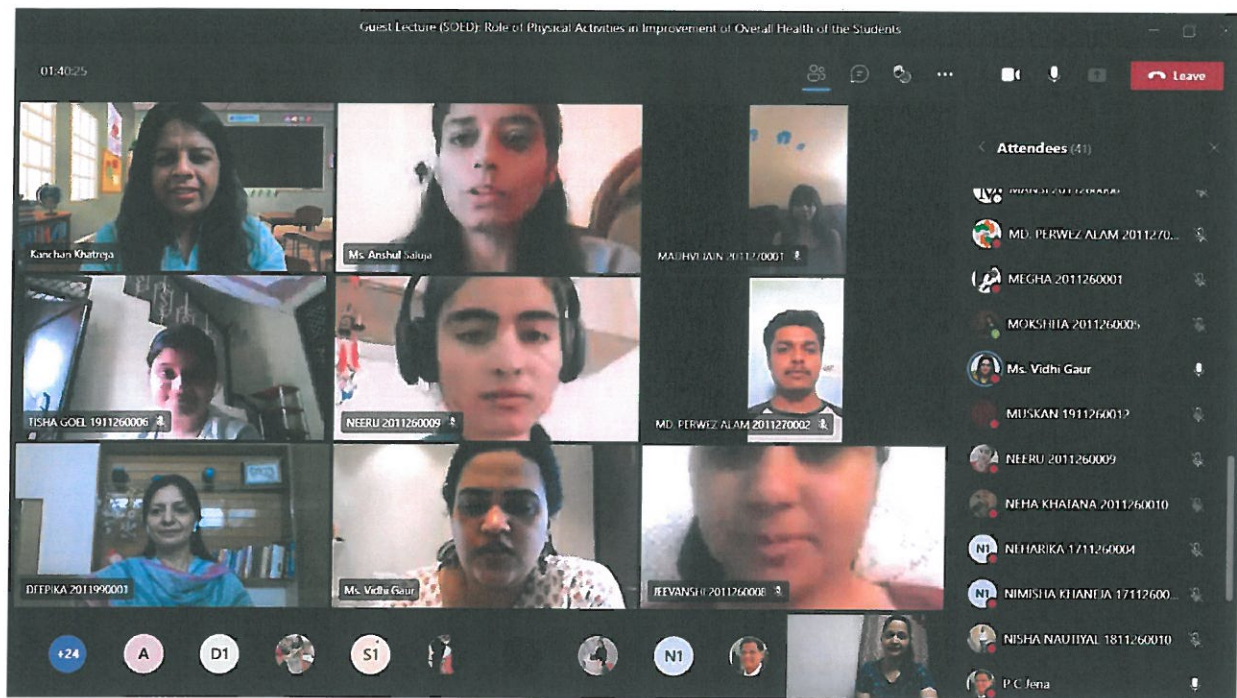 Guest Lecture (SOED): Role of Physical Activities in Improvement of Overall Health of the Students
01:40:25
Leave
Kanchan Khatreja
Ms. Anshul Saluja
MADHVI JAIN 2011270001
TISHA GOEL 1911260006
NEERU 2011260009
MD. PERWEZ ALAM 2011270002
DEEPIKA 2011990001
Ms. Vidhi Gaur
JEEVANSHI 2011260008
+24
A
D1
S1
N1
Attendees (41)
MD. PERWEZ ALAM 2011270...
MEGHA 2011260001
MOKSHITA 2011260005
Ms. Vidhi Gaur
MUSKAN 1911260012
NEERU 2011260009
NEHA KHATANA 2011260010
N1
NEHARIKA 1711260004
N1
NIMISHA KHANEJA 17112600...
NISHA NAUTIYAL 1811260010
P C Jena